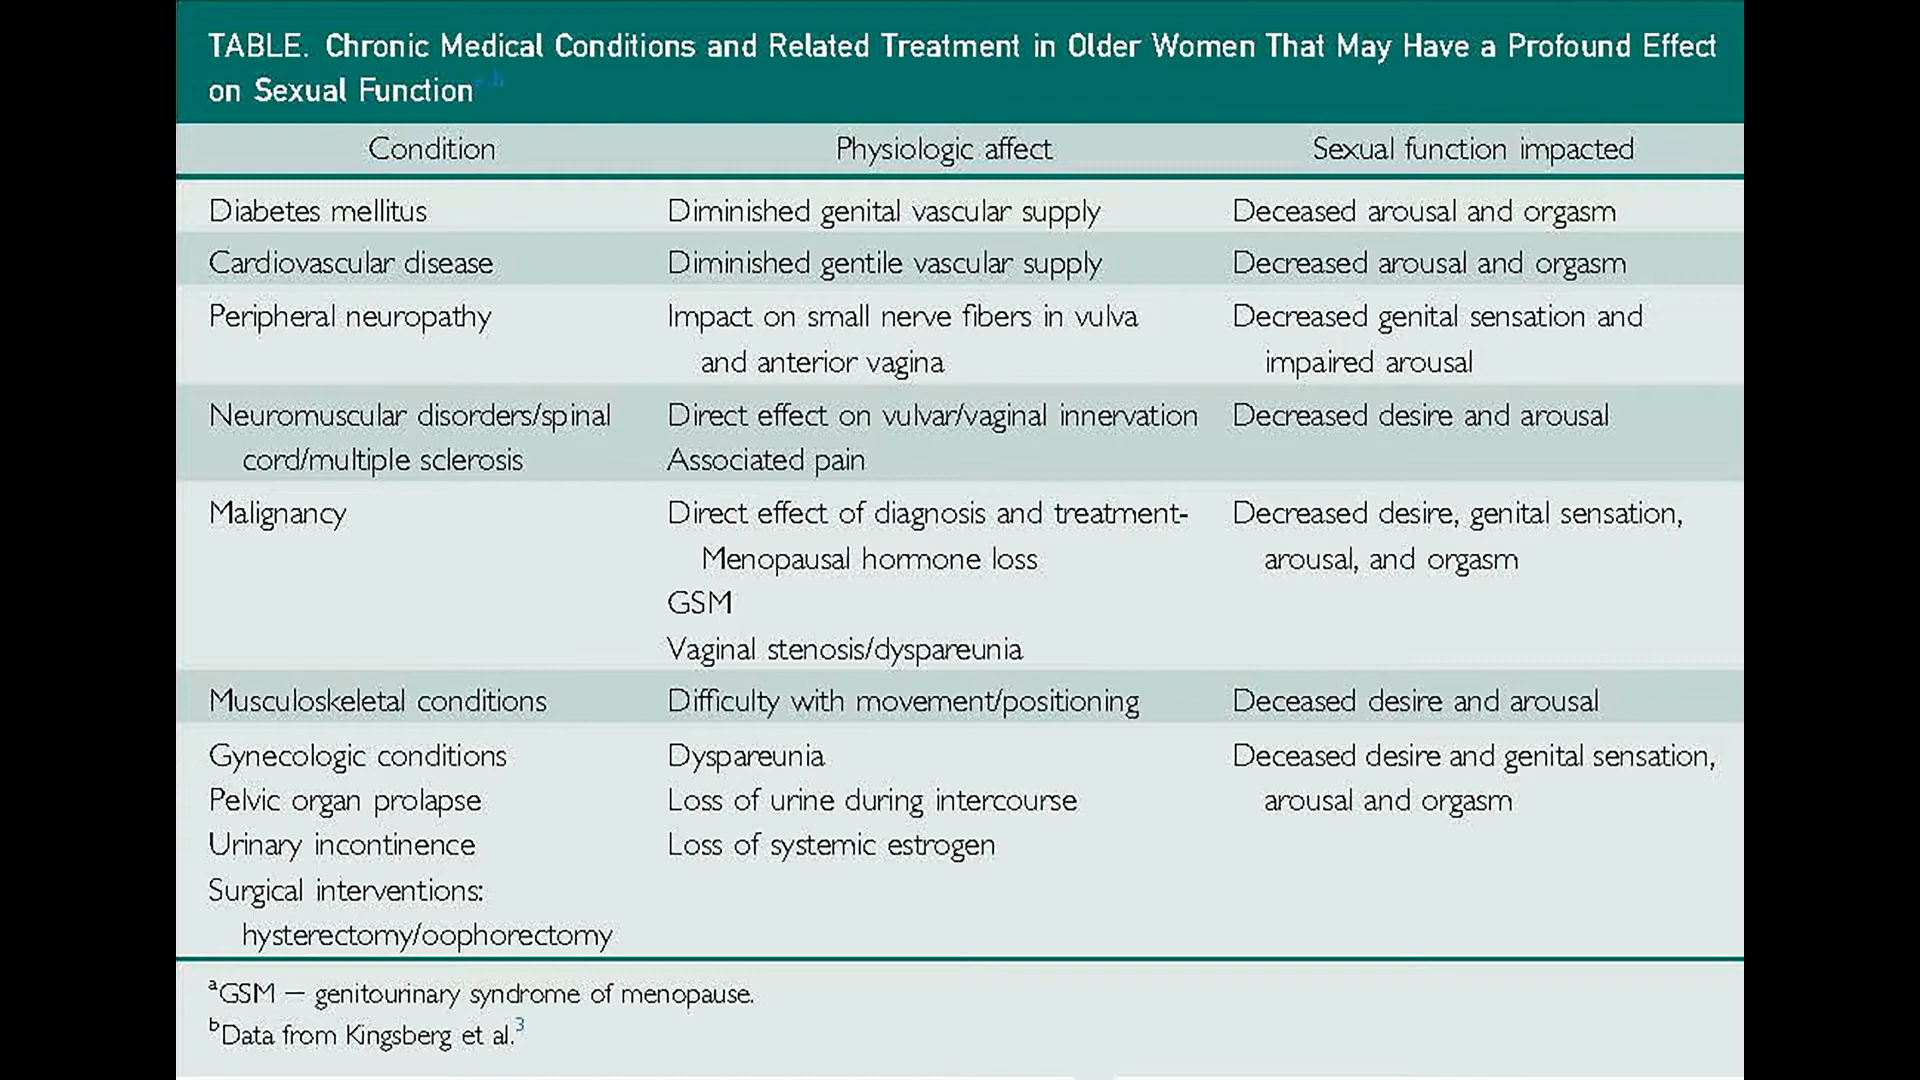 TABLE. Chronic Medical Conditions and Related Treatment in Older Women That May Have a Profound Effect
on Sexual Function a,b
Condition Physiologic affect Sexual function impacted
Diabetes mellitus Diminished genital vascular supply Deceased arousal and orgasm
Cardiovascular disease Diminished gentile vascular supply Decreased arousal and orgasm
Peripheral neuropathy Impact on small nerve fibers in vulva Decreased genital sensation and
and anterior vagina impaired arousal
Neuromuscular disorders/spinal Direct effect on vulvar/vaginal innervation Decreased desire and arousal
cord/multiple sclerosis Associated pain
Malignancy Direct effect of diagnosis and treatment- Decreased desire, genital sensation,
Menopausal hormone loss arousal, and orgasm
GSM
Vaginal stenosis/dyspareunia
Musculoskeletal conditions Difficulty with movement/positioning Deceased desire and arousal
Gynecologic conditions Dyspareunia Deceased desire and genital sensation,
Pelvic organ prolapse Loss of urine during intercourse arousal and orgasm
Urinary incontinence Loss of systemic estrogen
Surgical interventions:
hysterectomy/oophorectomy
aGSM — genitourinary syndrome of menopause.
bData from Kingsberg et al.3